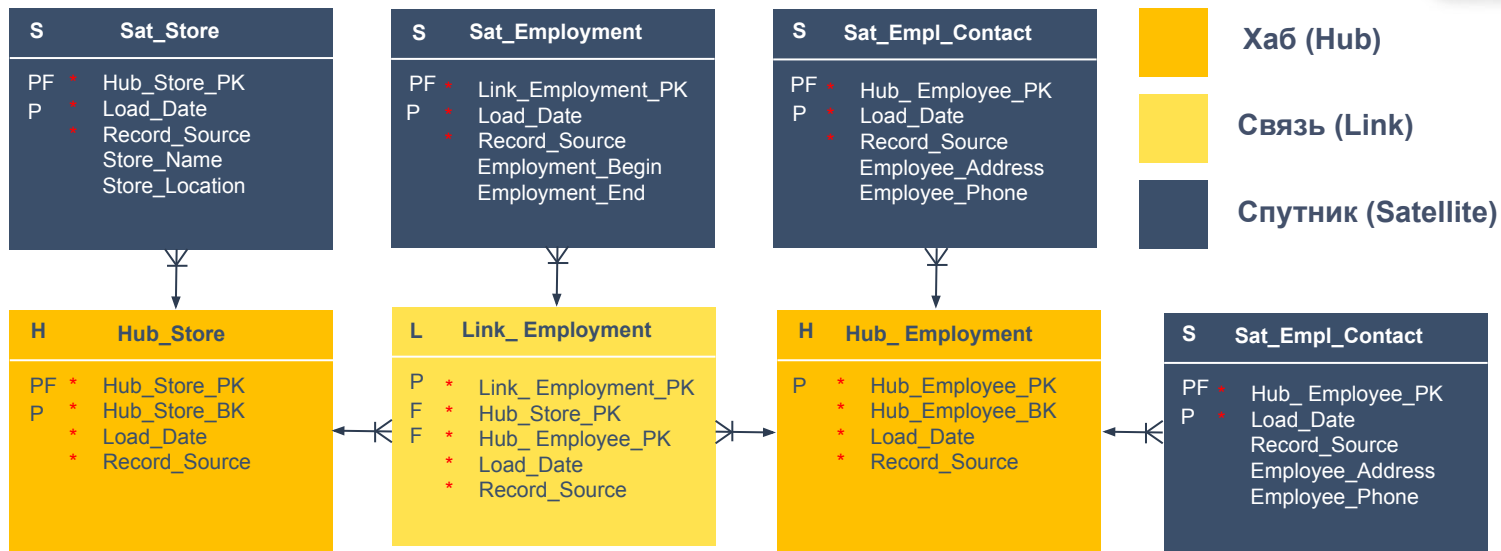 S Sat_Store
PF * Hub_Store_PK
P * Load_Date
* Record_Source
Store_Name
Store_Location
S Sat_Employment
PF * Link_Employment_PK
P * Load_Date
* Record_Source
Employment_Begin
Employment_End
S Sat_Empl_Contact
PF * Hub_ Employee_PK
P * Load_Date
* Record_Source
Employee_Address
Employee_Phone
Хаб (Hub)
Связь (Link)
Спутник (Satellite)
H Hub_Store
PF * Hub_Store_PK
P * Hub_Store_BK
* Load_Date
* Record_Source
L Link_ Employment
P * Link_ Employment_PK
F * Hub_Store_PK
F * Hub_Employee_PK
* Load_Date
* Record_Source
H Hub_ Employment
P * Hub_Employee_PK
* Hub_Employee_BK
* Load_Date
* Record_Source
S Sat_Empl_Contact
PF * Hub_ Employee_PK
P * Load_Date
Record_Source
Employee_Address
Employee_Phone